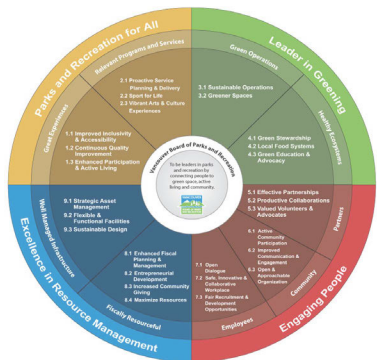 Parks and Recreation for All
Relevant Programs and Services
2.1 Proactive Service
Planning & Delivery
2.2 Sport for Life
2.3 Vibrant Arts & Culture
Experiences
Great Experiences
1.1 Improved Inclusivity
& Accessibility
1.2 Continuous Quality
Improvement
1.3 Enhanced Participation
& Active Living
Leader in Greening
Green Operations
3.1 Sustainable Operations
3.2 Greener Spaces
Healthy Ecosystems
4.1 Green Stewardship
4.2 Local Food Systems
4.3 Green Education &
Advocacy
Vancouver Board of Parks and Recreation
To be leaders in parks
and recreation by
connecting people to
green space, active
living and community.
Engaging People
Partners
5.1 Effective Partnerships
5.2 Productive Collaborations
5.3 Valued Volunteers &
Advocates
Community
6.1 Active
Community
Participation
6.2 Improved
Communication &
Engagement
6.3 Open &
Approachable
Organization
Employees
7.1 Open
Dialogue
7.2 Safe, Innovative &
Collaborative
Workplace
7.3 Fair Recruitment &
Development
Opportunities
Excellence in Resource Management
Fiscally Resourceful
8.1 Enhanced Fiscal
Planning &
Management
8.2 Entrepreneurial
Development
8.3 Increased Community
Giving
8.4 Maximize Resources
Well Managed Infrastructure
9.1 Strategic Asset
Management
9.2 Flexible &
Functional Facilities
9.3 Sustainable Design